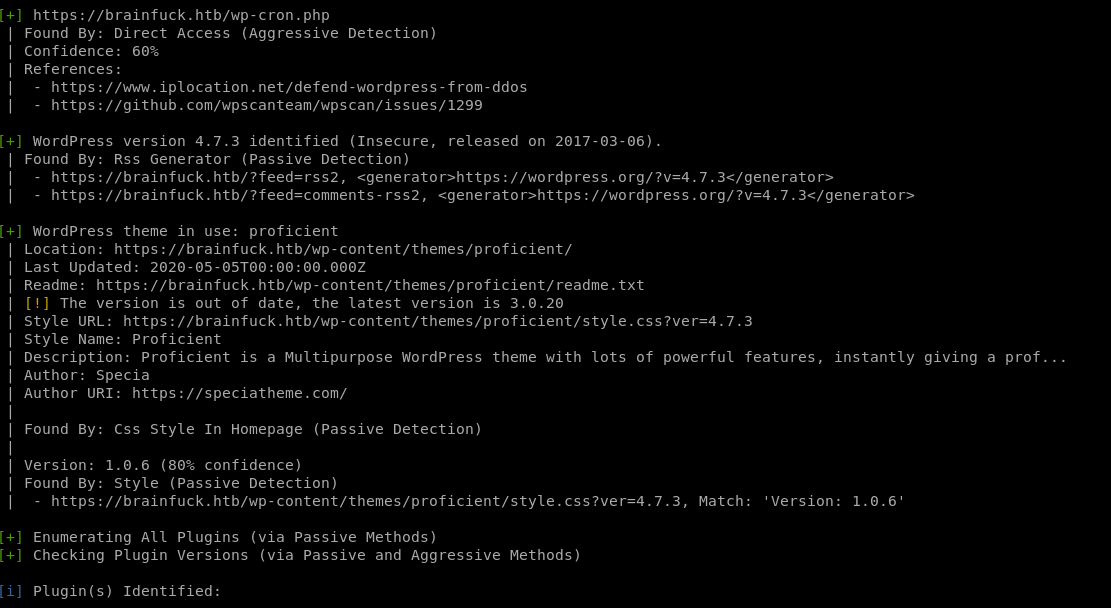 [+] https://brainfuck.htb/wp-cron.php
| Found By: Direct Access (Aggressive Detection)
| Confidence: 60%
| References:
|  - https://www.iplocation.net/defend-wordpress-from-ddos
|  - https://github.com/wpscanteam/wpscan/issues/1299
[+] WordPress version 4.7.3 identified (Insecure, released on 2017-03-06).
| Found By: Rss Generator (Passive Detection)
|  - https://brainfuck.htb/?feed=rss2, <generator>https://wordpress.org/?v=4.7.3</generator>
|  - https://brainfuck.htb/?feed=comments-rss2, <generator>https://wordpress.org/?v=4.7.3</generator>
[+] WordPress theme in use: proficient
| Location: https://brainfuck.htb/wp-content/themes/proficient/
| Last Updated: 2020-05-05T00:00:00.000Z
| Readme: https://brainfuck.htb/wp-content/themes/proficient/readme.txt
| [!] The version is out of date, the latest version is 3.0.20
| Style URL: https://brainfuck.htb/wp-content/themes/proficient/style.css?ver=4.7.3
| Style Name: Proficient
| Description: Proficient is a Multipurpose WordPress theme with lots of powerful features, instantly giving a prof...
| Author: Specia
| Author URI: https://speciatheme.com/
|
| Found By: Css Style In Homepage (Passive Detection)
|
| Version: 1.0.6 (80% confidence)
| Found By: Style (Passive Detection)
|  - https://brainfuck.htb/wp-content/themes/proficient/style.css?ver=4.7.3, Match: 'Version: 1.0.6'
[+] Enumerating All Plugins (via Passive Methods)
[+] Checking Plugin Versions (via Passive and Aggressive Methods)
[i] Plugin(s) Identified: